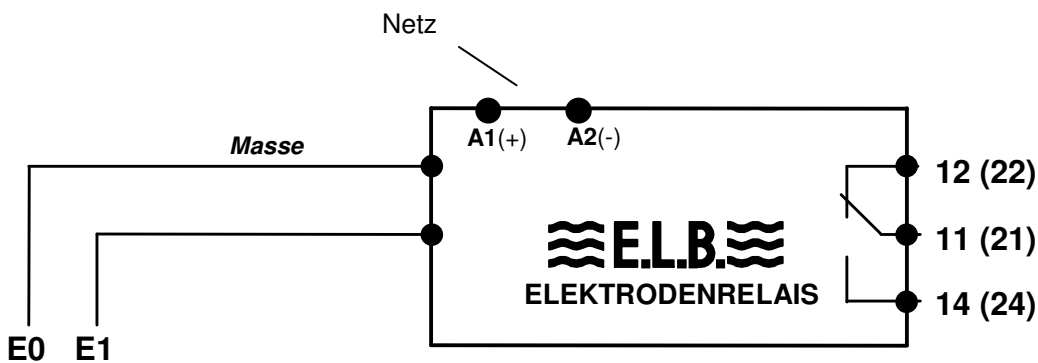 Netz
A1(+) A2(-)
Masse
12 (22)
11 (21)
E.L.B.
ELEKTRODENRELAIS
14 (24)
E0 E1